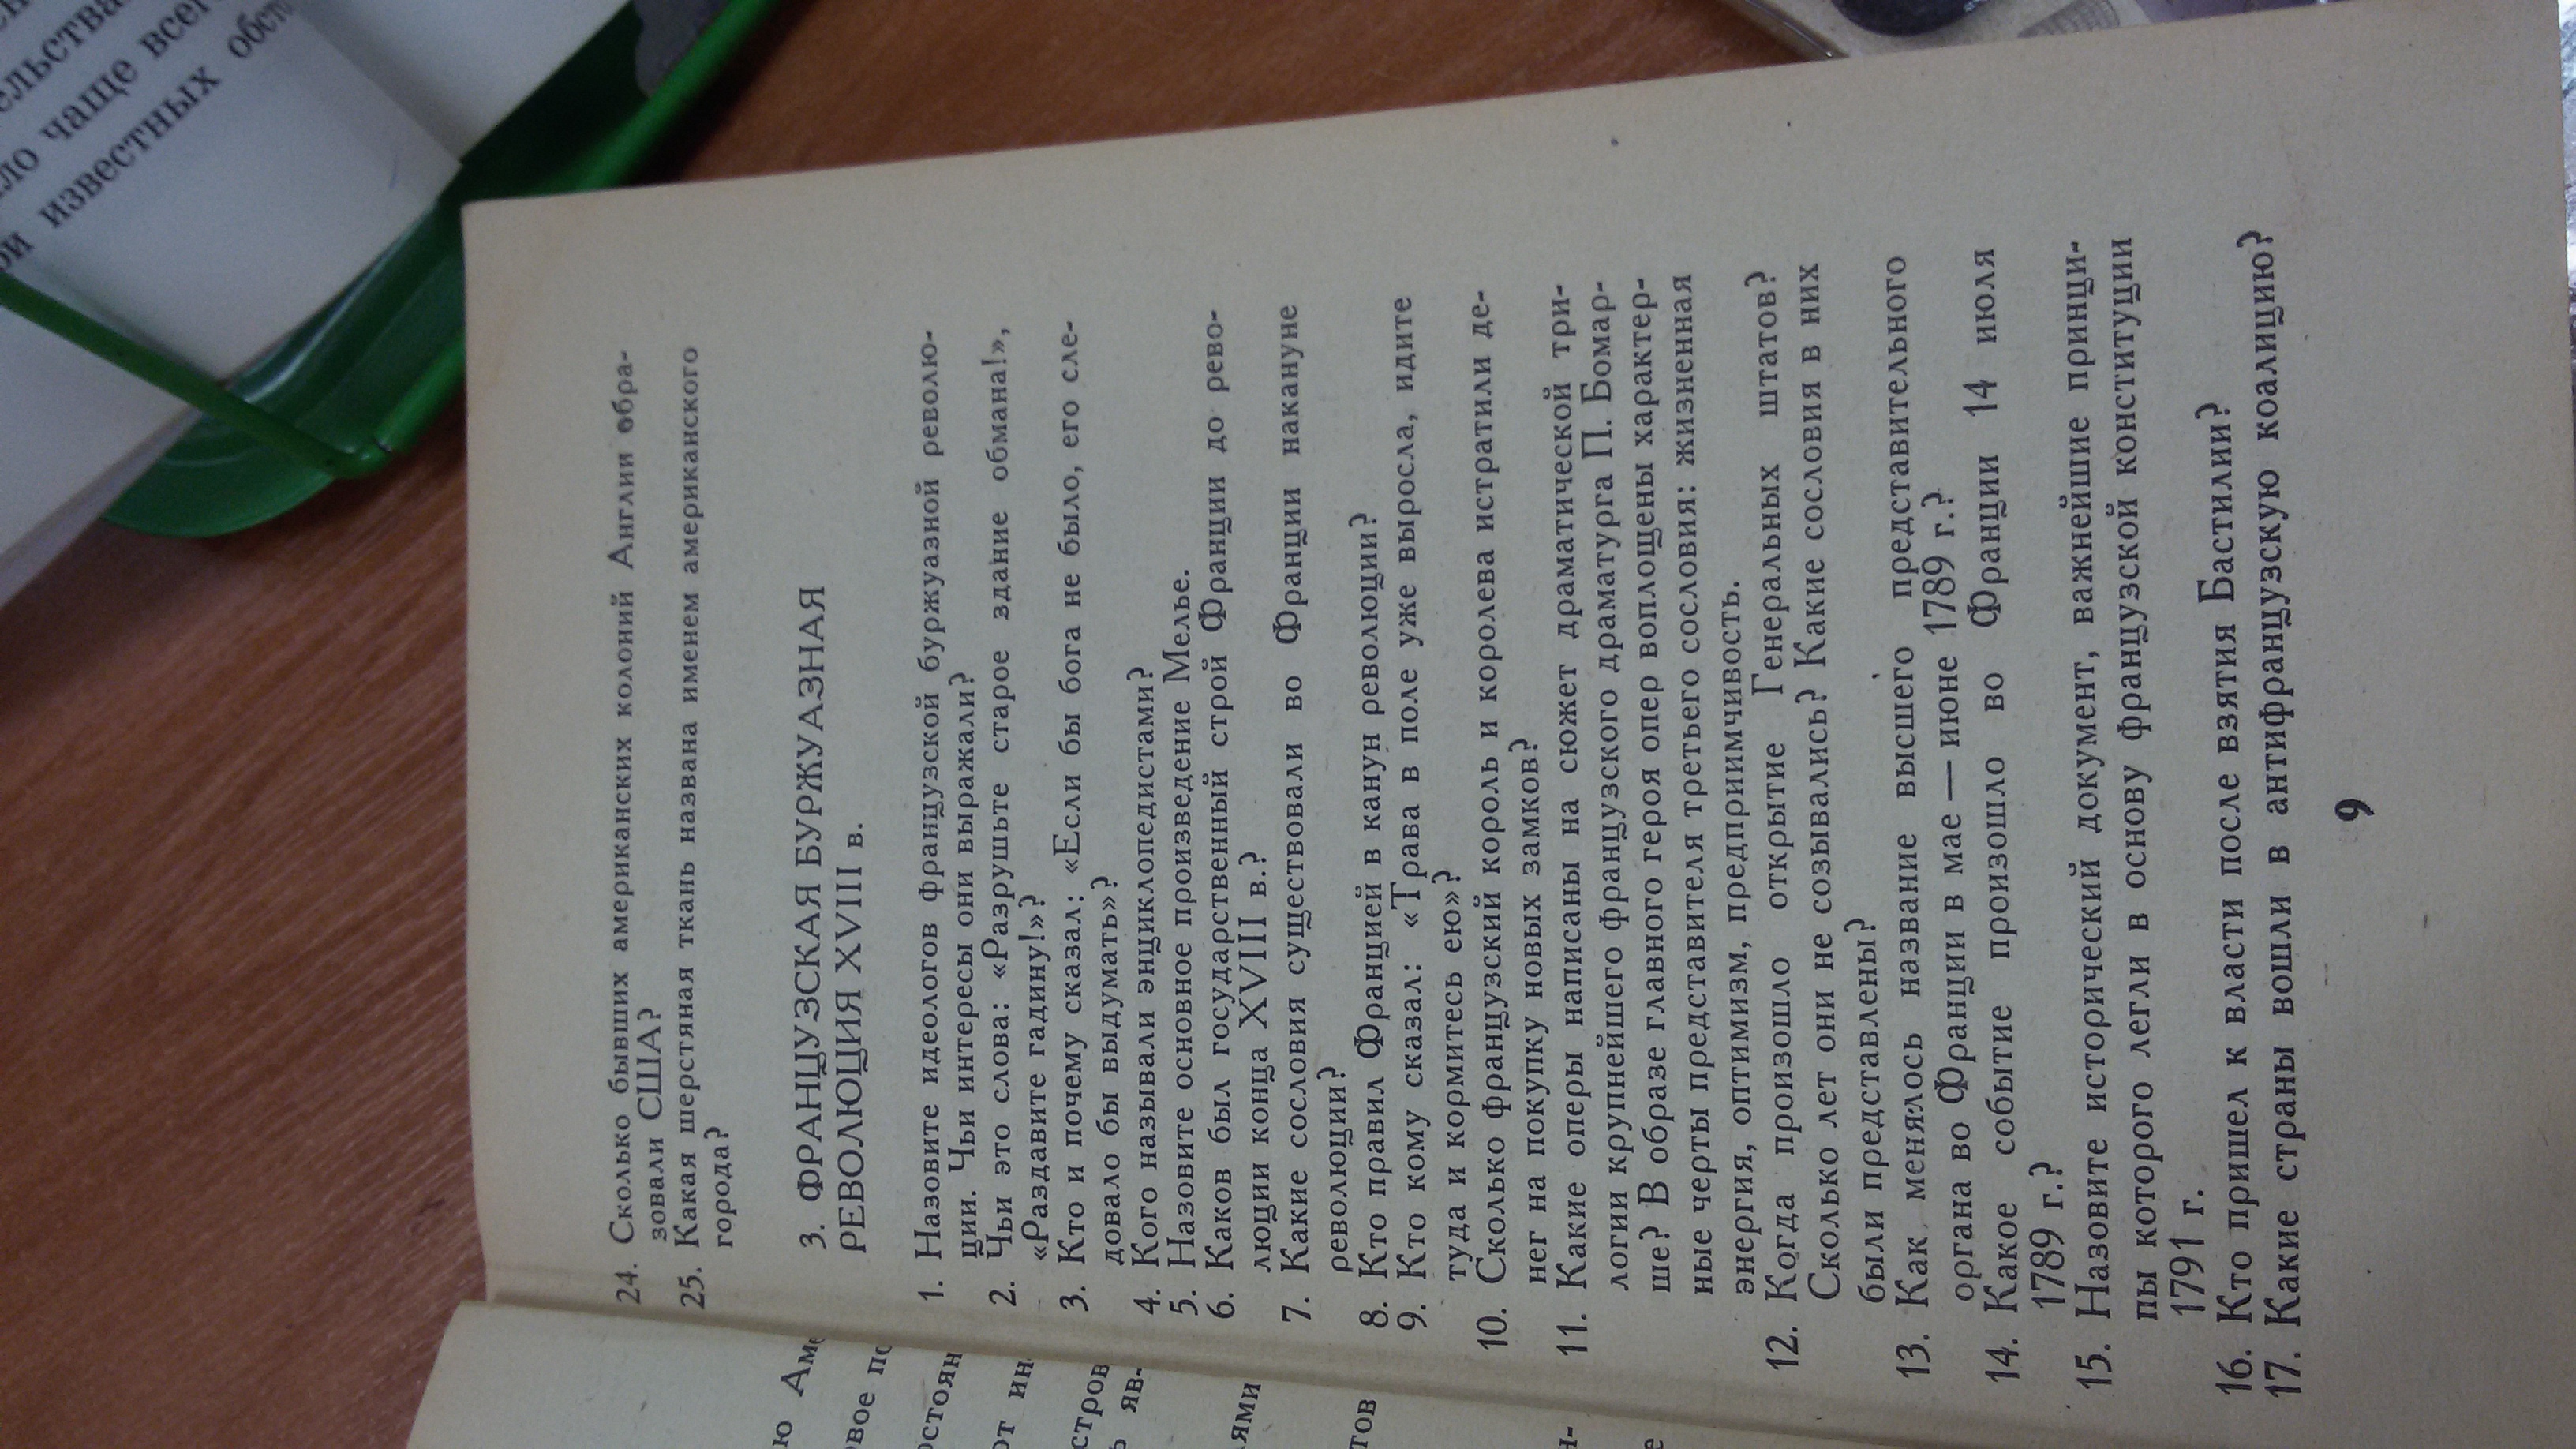 ельства
ло чаще всег
ри известных обст
24. Сколько бывших американских колоний Англии обра-
зовали США?
25. Какая шерстяная ткань названа именем американского
города?
3. ФРАНЦУЗСКАЯ БУРЖУАЗНАЯ
РЕВОЛЮЦИЯ XVIII в.
1. Назовите идеологов французской буржуазной револю-
ции. Чьи интересы они выражали?
2. Чьи это слова: «Разрушьте старое здание обмана!»,
«Раздавите гадину!»?
3. Кто и почему сказал: «Если бы бога не было, его сле-
довало бы выдумать»?
4. Кого называли энциклопедистами?
5. Назовите основное произведение Мелье.
6. Каков был государственный строй Франции до рево-
люции конца XVIII в.?
7. Какие сословия существовали во Франции накануне
революции?
8. Кто правил Францией в канун революции?
9. Кто кому сказал: «Трава в поле уже выросла, идите
туда и кормитесь ею»?
10. Сколько французский король и королева истратили де-
нег на покупку новых замков?
11. Какие оперы написаны на сюжет драматической три-
логии крупнейшего французского драматурга П. Бомар-
ше? В образе главного героя опер воплощены характер-
ные черты представителя третьего сословия: жизненная
энергия, оптимизм, предприимчивость.
12. Когда произошло открытие Генеральных штатов?
Сколько лет они не созывались? Какие сословия в них
были представлены?
13. Как менялось название высшего представительного
органа во Франции в мае — июне 1789 г.?
14. Какое событие произошло во Франции 14 июля
1789 г.?
15. Назовите исторический документ, важнейшие принци-
пы которого легли в основу французской конституции
1791 г.
16. Кто пришел к власти после взятия Бастилии?
17. Какие страны вошли в антифранцузскую коалицию?
9